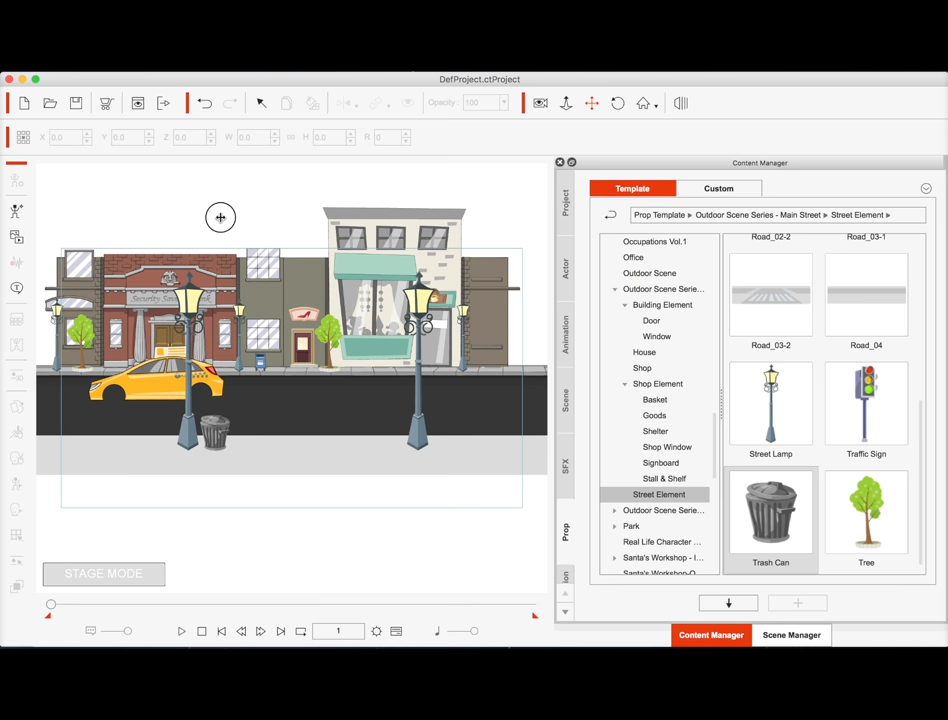 DefProject.ctProject
Opacity : 100
X 0.0 Y 0.0 Z 0.0 W 0.0 H 0.0 R 0
Content Manager
Project
Actor
Animation
Scene
SFX
Prop
Template Custom
Prop Template ▸ Outdoor Scene Series - Main Street ▸ Street Element ▸
Occupations Vol.1
Office
Outdoor Scene
Outdoor Scene Serie...
Building Element
Door
Window
House
Shop
Shop Element
Basket
Goods
Shelter
Shop Window
Signboard
Stall & Shelf
Street Element
Outdoor Scene Serie...
Park
Real Life Character ...
Santa's Workshop - I...
Santa's Workshop-O
Road_02-2 Road_03-1
Road_03-2 Road_04
Street Lamp Traffic Sign
Trash Can Tree
STAGE MODE
1
Content Manager Scene Manager